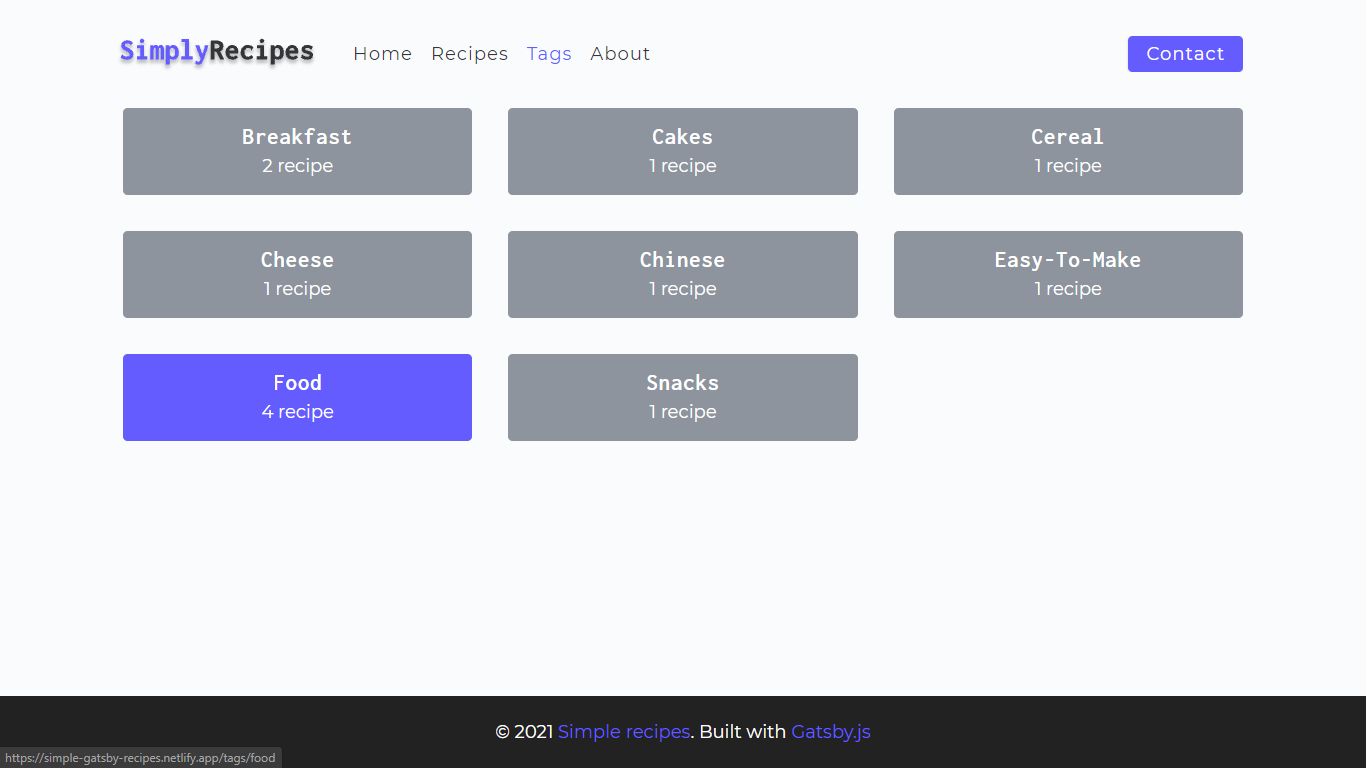 SimplyRecipes Home Recipes Tags About Contact
Breakfast
2 recipe
Cakes
1 recipe
Cereal
1 recipe
Cheese
1 recipe
Chinese
1 recipe
Easy-To-Make
1 recipe
Food
4 recipe
Snacks
1 recipe
© 2021 Simple recipes. Built with Gatsby.js
https://simple-gatsby-recipes.netlify.app/tags/food